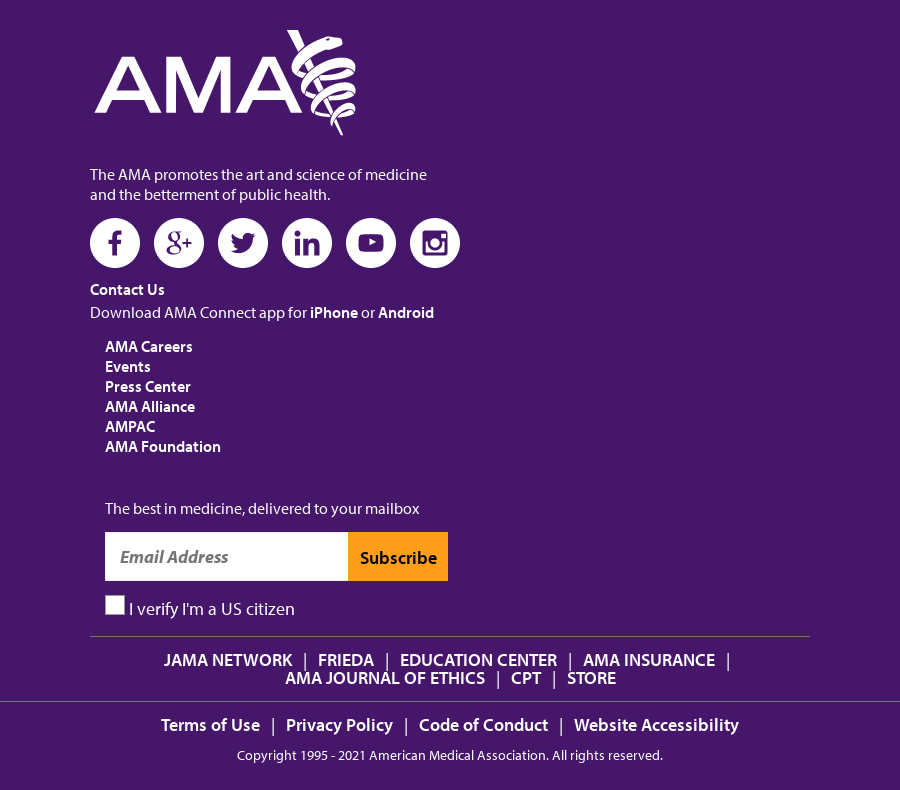 AMA
The AMA promotes the art and science of medicine
and the betterment of public health.
Contact Us
Download AMA Connect app for iPhone or Android
AMA Careers
Events
Press Center
AMA Alliance
AMPAC
AMA Foundation
The best in medicine, delivered to your mailbox
Email Address Subscribe
I verify I'm a US citizen
JAMA NETWORK | FRIEDA | EDUCATION CENTER | AMA INSURANCE |
AMA JOURNAL OF ETHICS | CPT | STORE
Terms of Use | Privacy Policy | Code of Conduct | Website Accessibility
Copyright 1995 - 2021 American Medical Association. All rights reserved.